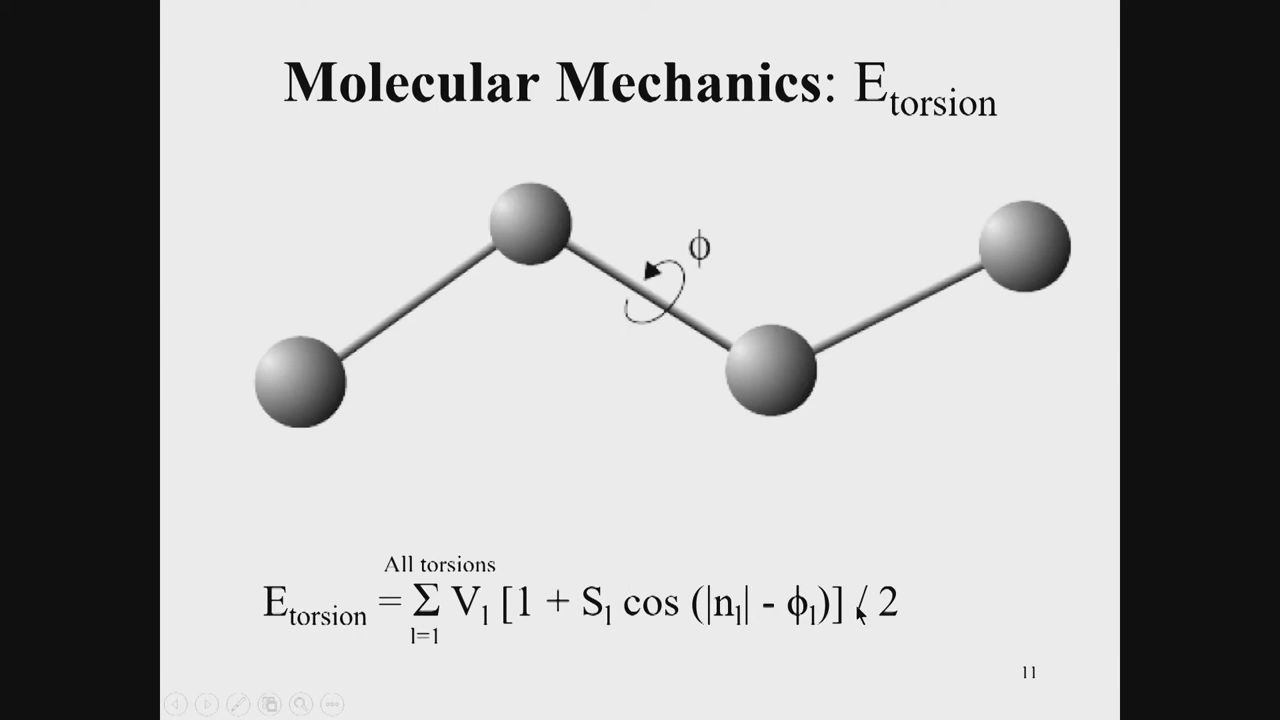 Molecular Mechanics: E_torsion
ϕ
All torsions
E_torsion = Σ V_l [1 + S_l cos (|n_l| - ϕ_l)] / 2
l=1
11